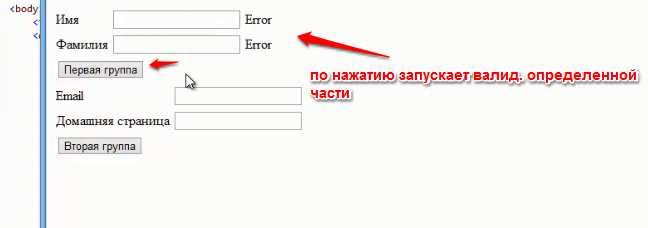 <body>
Имя Error
Фамилия Error
Первая группа
по нажатию запускает валид. определенной
части
Email
Домашняя страница
Вторая группа